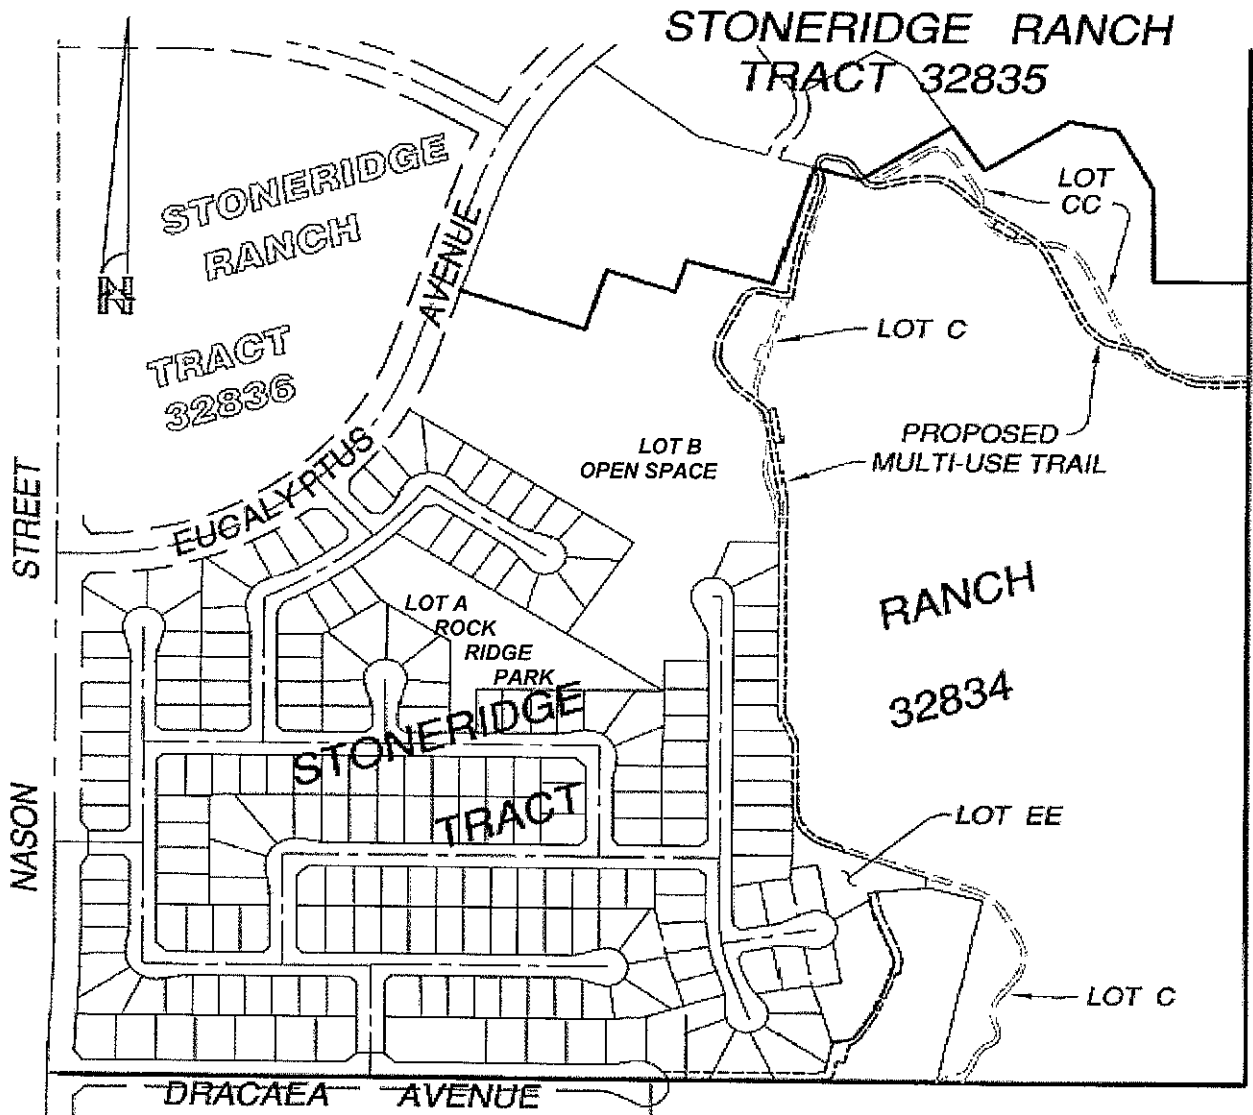 STONERIDGE RANCH
TRACT 32835
STONERIDGE
RANCH
TRACT
32836
N
AVENUE
EUCALYPTUS
LOT
CC
LOT C
PROPOSED
MULTI-USE TRAIL
LOT B
OPEN SPACE
STREET
NASON
LOT A
ROCK
RIDGE
PARK
STONERIDGE
TRACT
RANCH
32834
LOT EE
LOT C
DRACAEA AVENUE